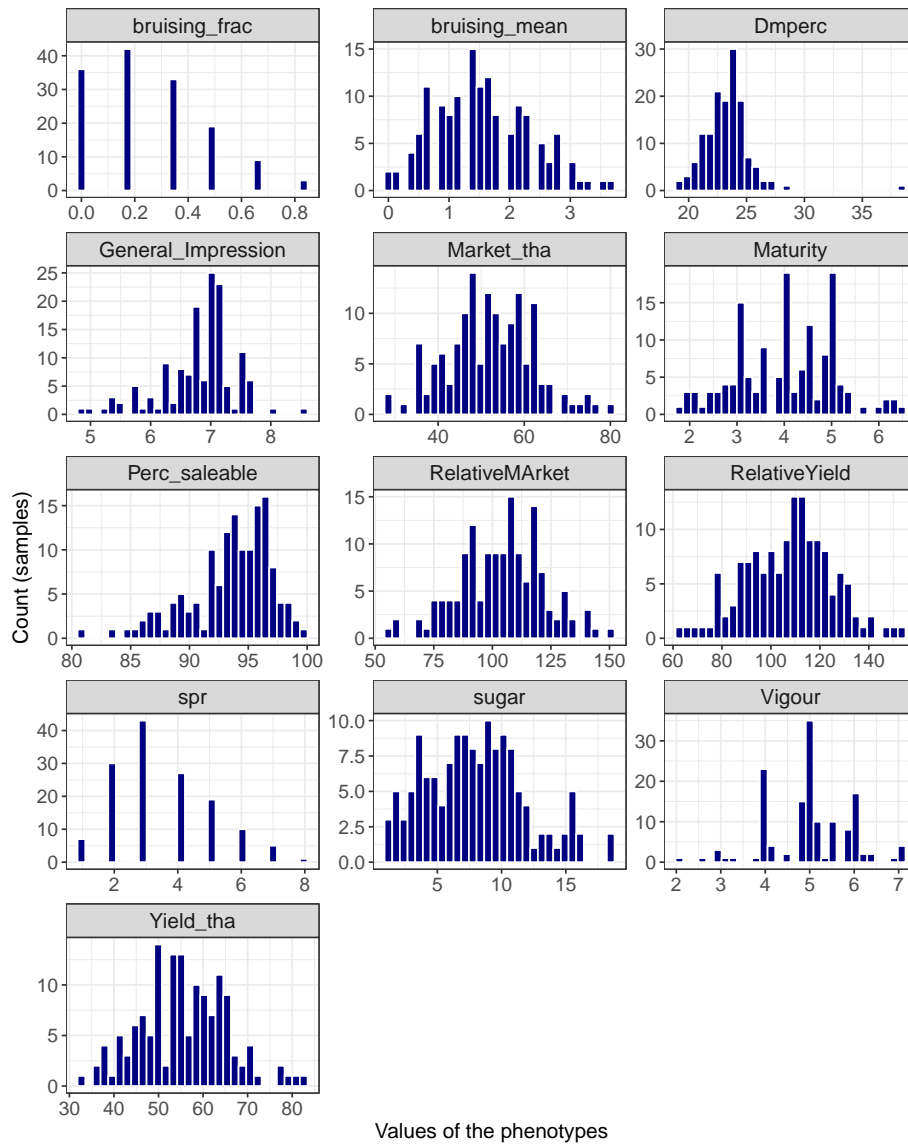 bruising_frac bruising_mean Dmperc
40 30 20 10 0
0.0 0.2 0.4 0.6 0.8
15 10 5 0
0 1 2 3
30 20 10 0
20 25 30 35
General_Impression Market_tha Maturity
25 20 15 10 5 0
5 6 7 8
10 5 0
40 60 80
15 10 5 0
2 3 4 5 6
Perc_saleable RelativeMArket RelativeYield
15 10 5 0
80 85 90 95 100
15 10 5 0
50 75 100 125 150
10 5 0
60 80 100 120 140
spr sugar Vigour
40 30 20 10 0
2 4 6 8
10.0 7.5 5.0 2.5 0.0
5 10 15
30 20 10 0
2 3 4 5 6 7
Yield_tha
10 5 0
30 40 50 60 70 80
Count (samples)
Values of the phenotypes